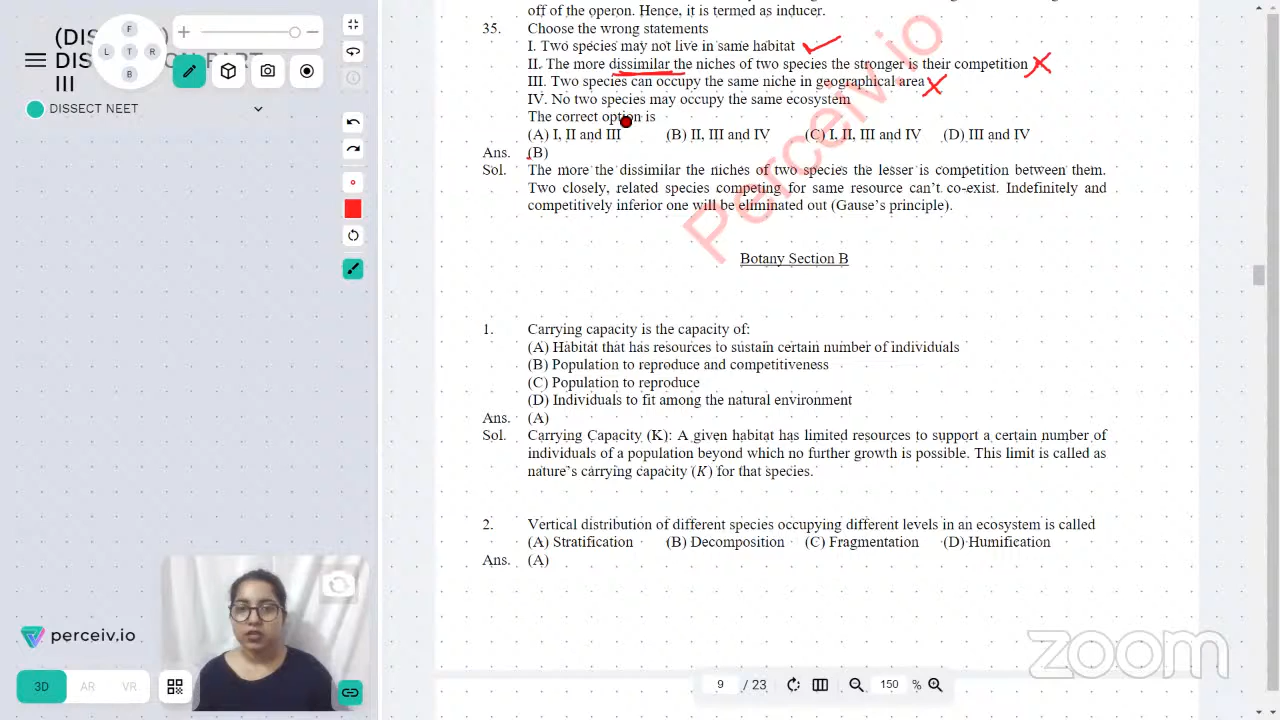 (DISSECT)
DISCUSSION PART
III
DISSECT NEET
F
L T R
B
off of the operon. Hence, it is termed as inducer.
35. Choose the wrong statements
I. Two species may not live in same habitat
II. The more dissimilar the niches of two species the stronger is their competition
III. Two species can occupy the same niche in geographical area
IV. No two species may occupy the same ecosystem
The correct option is
(A) I, II and III (B) II, III and IV (C) I, II, III and IV (D) III and IV
Ans. (B)
Sol. The more the dissimilar the niches of two species the lesser is competition between them.
Two closely, related species competing for same resource can't co-exist. Indefinitely and
competitively inferior one will be eliminated out (Gause's principle).
Perceiv.io
Botany Section B
1. Carrying capacity is the capacity of:
(A) Habitat that has resources to sustain certain number of individuals
(B) Population to reproduce and competitiveness
(C) Population to reproduce
(D) Individuals to fit among the natural environment
Ans. (A)
Sol. Carrying Capacity (K): A given habitat has limited resources to support a certain number of
individuals of a population beyond which no further growth is possible. This limit is called as
nature's carrying capacity (K) for that species.
2. Vertical distribution of different species occupying different levels in an ecosystem is called
(A) Stratification (B) Decomposition (C) Fragmentation (D) Humification
Ans. (A)
perceiv.io
zoom
3D AR VR
9 / 23 150 %